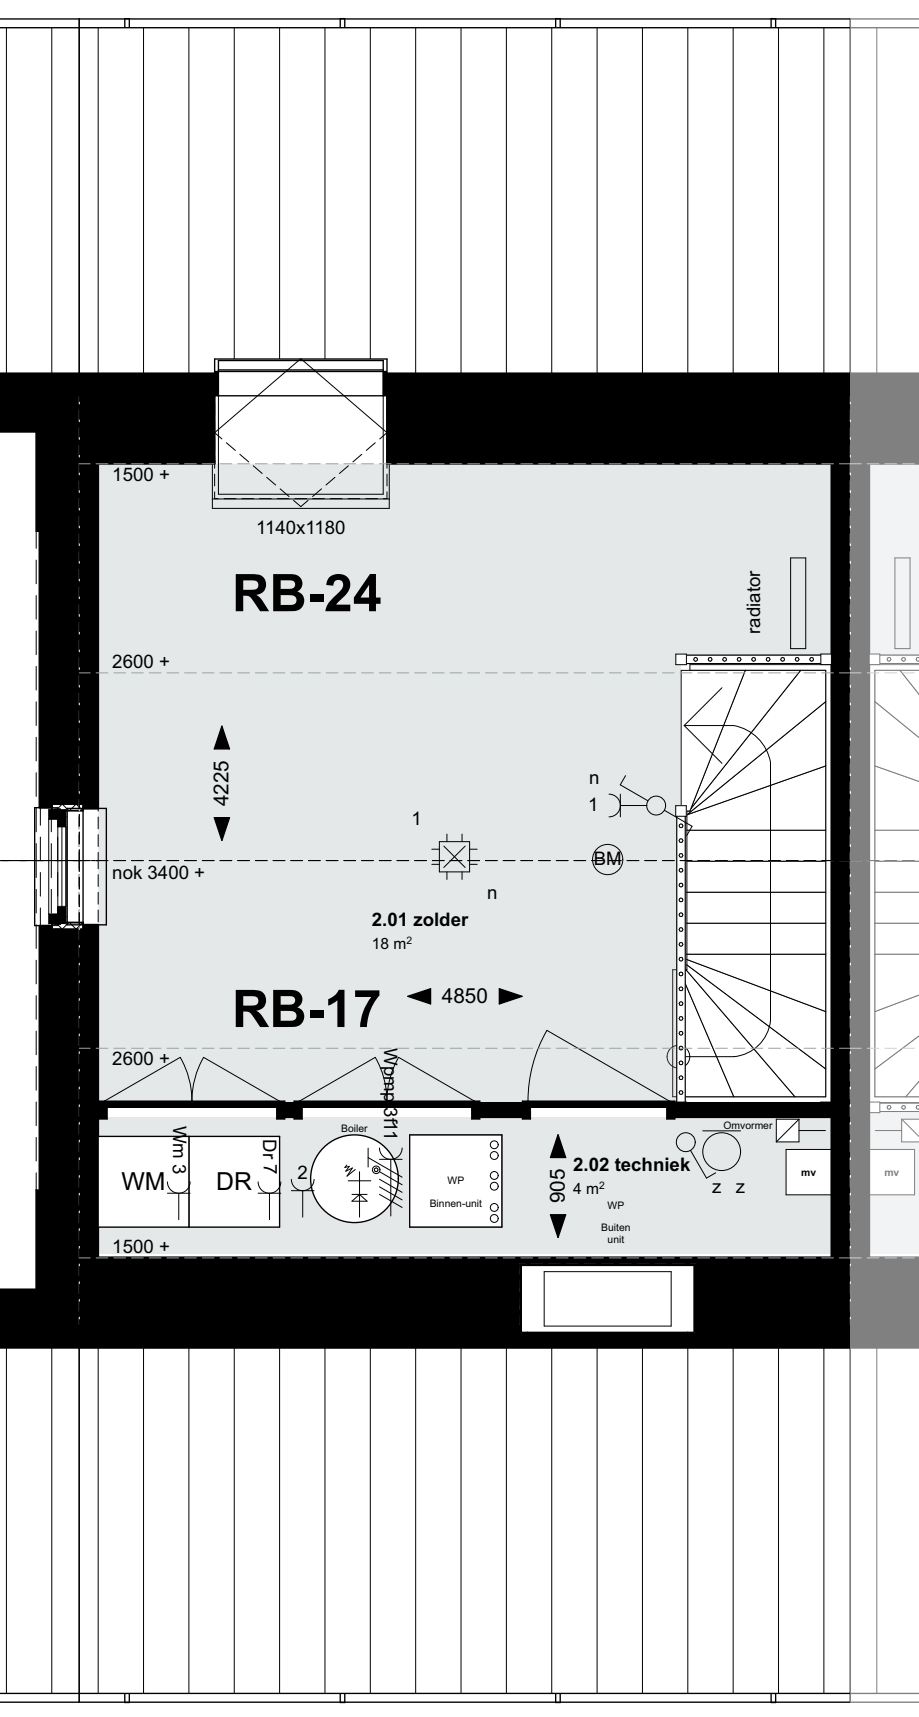 1500 +
1140x1180
RB-24
radiator
2600 +
4225
n
1
1
BM
nok 3400 +
n
2.01 zolder
18 m²
RB-17
4850
2600 +
Wpmp 3f11
Boiler
Omvormer
WM
Wm 3
DR
Dr 7
2
WP
Binnen-unit
905
2.02 techniek
4 m²
WP
Buiten
unit
z z
mv
mv
1500 +